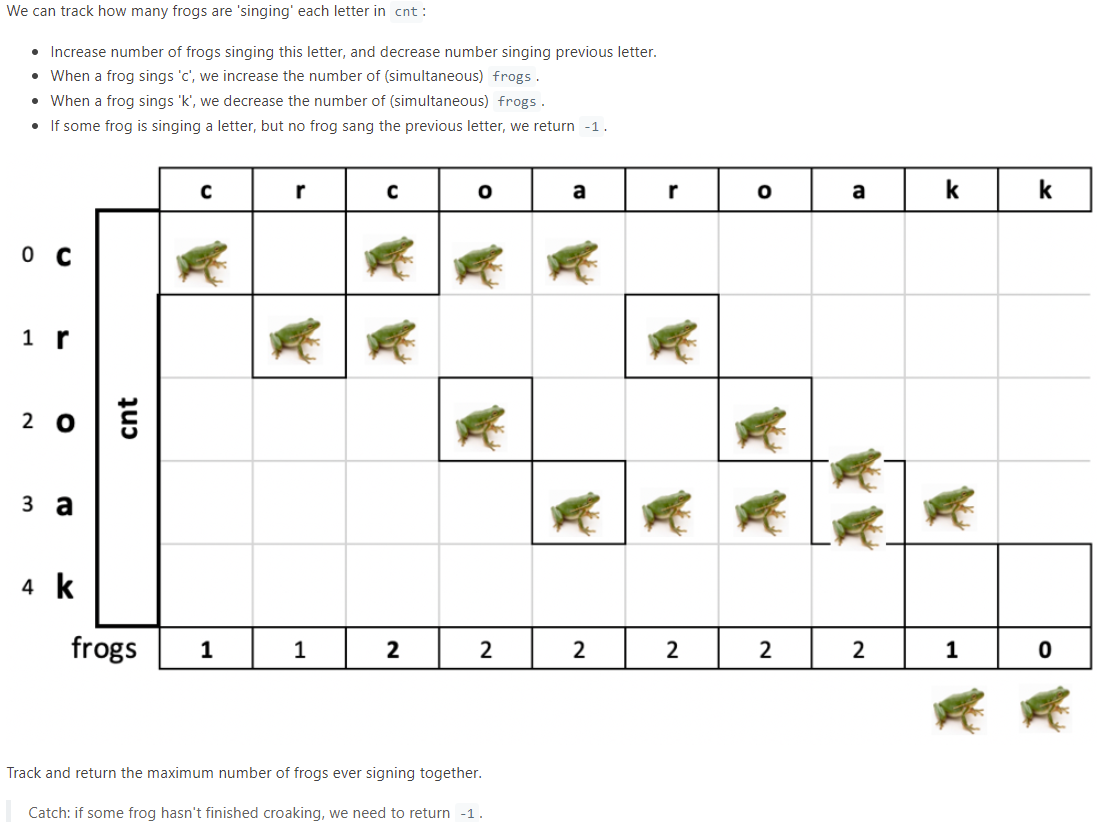 We can track how many frogs are 'singing' each letter in cnt :
• Increase number of frogs singing this letter, and decrease number singing previous letter.
• When a frog sings 'c', we increase the number of (simultaneous) frogs .
• When a frog sings 'k', we decrease the number of (simultaneous) frogs .
• If some frog is singing a letter, but no frog sang the previous letter, we return -1 .
c r c o a r o a k k
0 c
1 r
2 o
cnt
3 a
4 k
frogs 1 1 2 2 2 2 2 2 1 0
Track and return the maximum number of frogs ever signing together.
Catch: if some frog hasn't finished croaking, we need to return -1 .